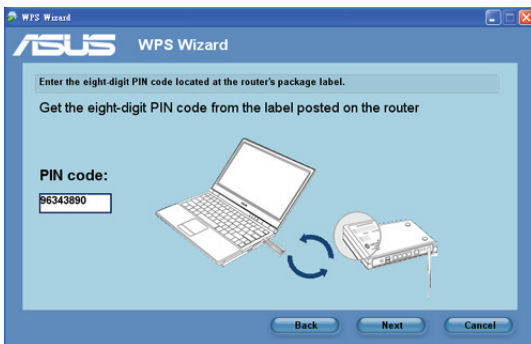 WPS Wizard
ASUS WPS Wizard
Enter the eight-digit PIN code located at the router's package label.
Get the eight-digit PIN code from the label posted on the router
PIN code:
96343890
Back Next Cancel